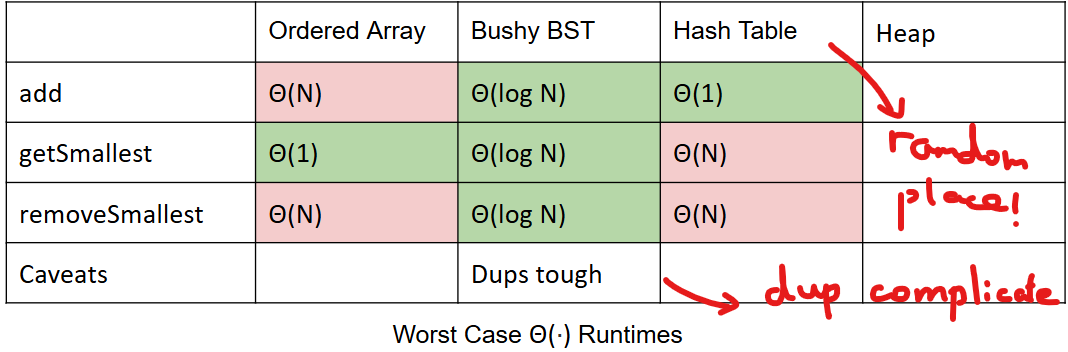 Ordered Array Bushy BST Hash Table Heap
add Θ(N) Θ(log N) Θ(1)
getSmallest Θ(1) Θ(log N) Θ(N) random
removeSmallest Θ(N) Θ(log N) Θ(N) place!
Caveats Dups tough dup complicate
Worst Case Θ(·) Runtimes